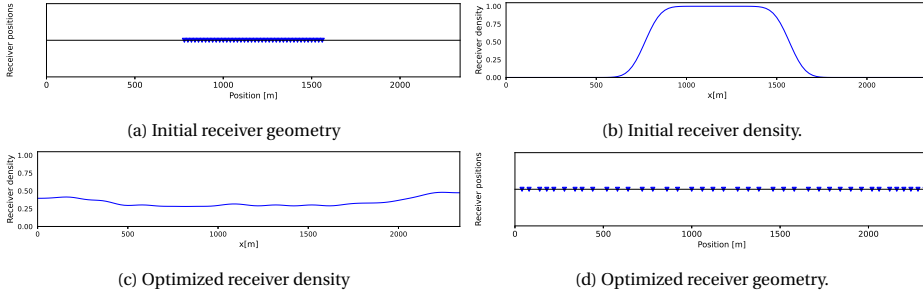 Receiver positions
0 500 1000 1500 2000
Position [m]
(a) Initial receiver geometry
Receiver density
1.00
0.75
0.50
0.25
0.00
0 500 1000 1500 2000
x[m]
(b) Initial receiver density.
Receiver density
1.00
0.75
0.50
0.25
0.00
0 500 1000 1500 2000
x[m]
(c) Optimized receiver density
Receiver positions
0 500 1000 1500 2000
Position [m]
(d) Optimized receiver geometry.